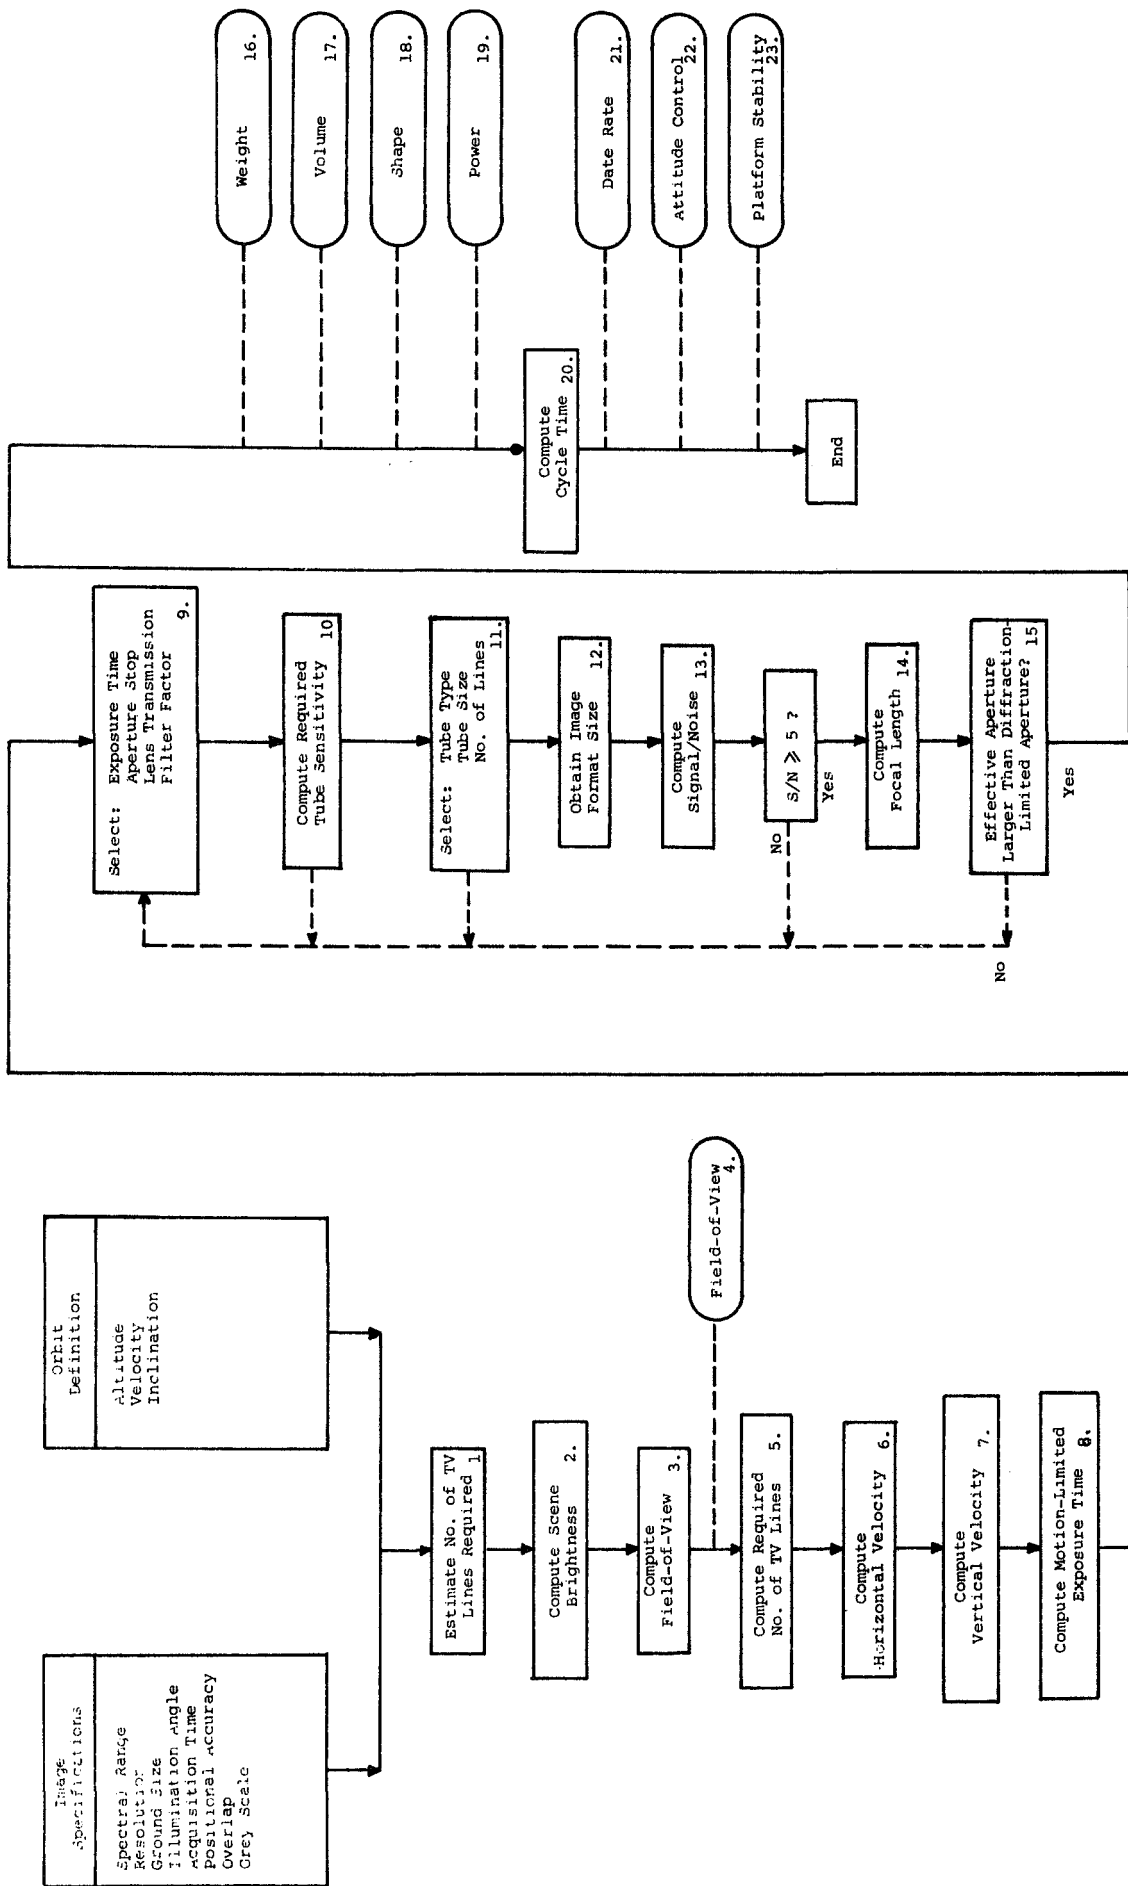 Image
Specifications
Spectral Range
Resolution
Ground Size
Illumination Angle
Acquisition Time
Positional Accuracy
Overlap
Grey Scale
Orbit
Definition
Altitude
Velocity
Inclination
Estimate No. of TV
Lines Required 1
Compute Scene
Brightness 2.
Compute
Field-of-View 3.
Field-of-View
4.
Compute Required
No. of TV Lines 5.
Compute
Horizontal Velocity 6.
Compute
Vertical Velocity 7.
Compute Motion-Limited
Exposure Time 8.
Select: Exposure Time
Aperture Stop
Lens Transmission
Filter Factor
9.
Compute Required
Tube Sensitivity
10
Select: Tube Type
Tube Size
No. of Lines
11.
Obtain Image
Format Size 12.
Compute
Signal/Noise 13.
S/N ⩾ 5 ?
No
Yes
Compute
Focal Length 14.
Effective Aperture
Larger Than Diffraction-
Limited Aperture? 15
No
Yes
Weight 16.
Volume 17.
Shape 18.
Power 19.
Compute
Cycle Time 20.
Date Rate 21.
Attitude Control
22.
Platform Stability
23.
End